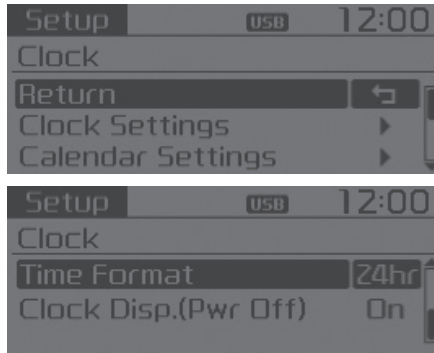 Setup USB 12:00
Clock
Return
Clock Settings
Calendar Settings
Setup USB 12:00
Clock
Time Format 24hr
Clock Disp.(Pwr Off) On